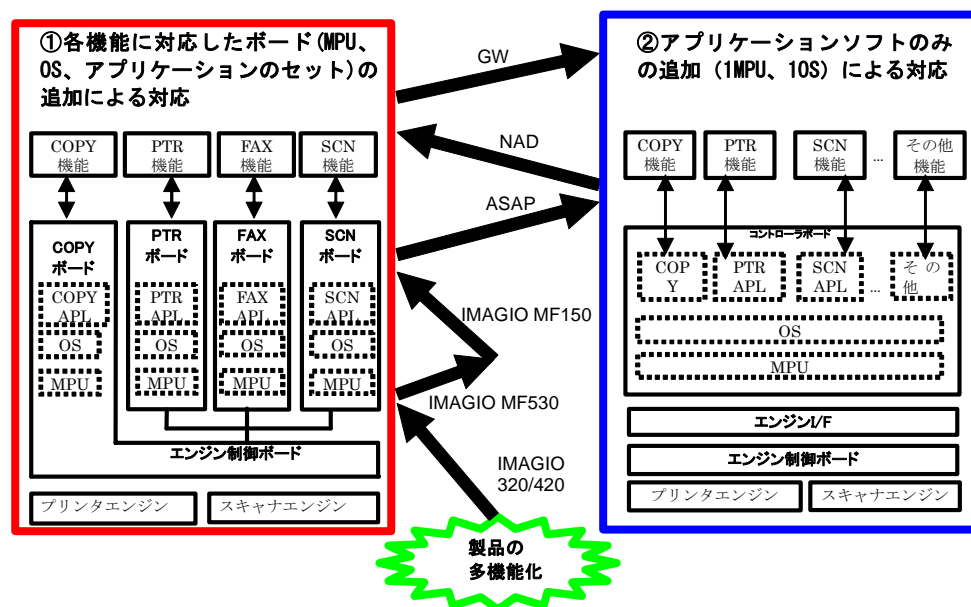 ①各機能に対応したボード(MPU、
OS、アプリケーションのセット)の
追加による対応
COPY
機能
PTR
機能
FAX
機能
SCN
機能
COPY
ボード
PTR
ボード
FAX
ボード
SCN
ボード
COPY
APL
PTR
APL
FAX
APL
SCN
APL
OS
OS
OS
OS
MPU
MPU
MPU
MPU
エンジン制御ボード
プリンタエンジン
スキャナエンジン
GW
NAD
ASAP
IMAGIO MF150
IMAGIO MF530
IMAGIO
320/420
製品の
多機能化
②アプリケーションソフトのみ
の追加（1MPU、1OS）による対応
COPY
機能
PTR
機能
SCN
機能
...
その他
機能
コントローラボード
COP
Y
PTR
APL
SCN
APL
...
その
他
OS
MPU
エンジンI/F
エンジン制御ボード
プリンタエンジン
スキャナエンジン